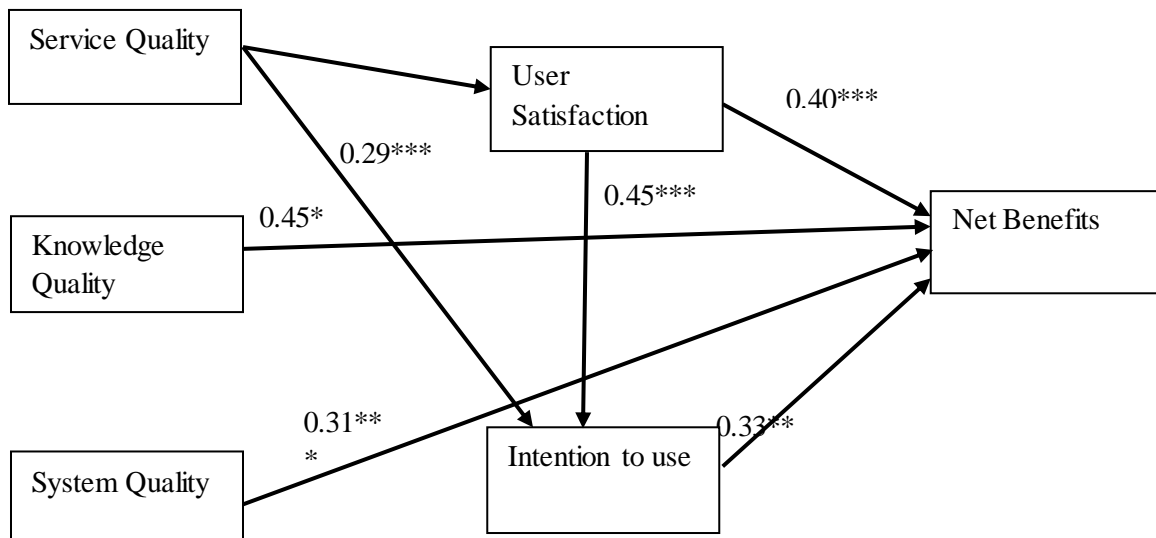 Service Quality
User
Satisfaction
0.40***
0.29***
0.45***
0.45*
Net Benefits
Knowledge
Quality
0.31**
*
0.33**
Intention to use
System Quality